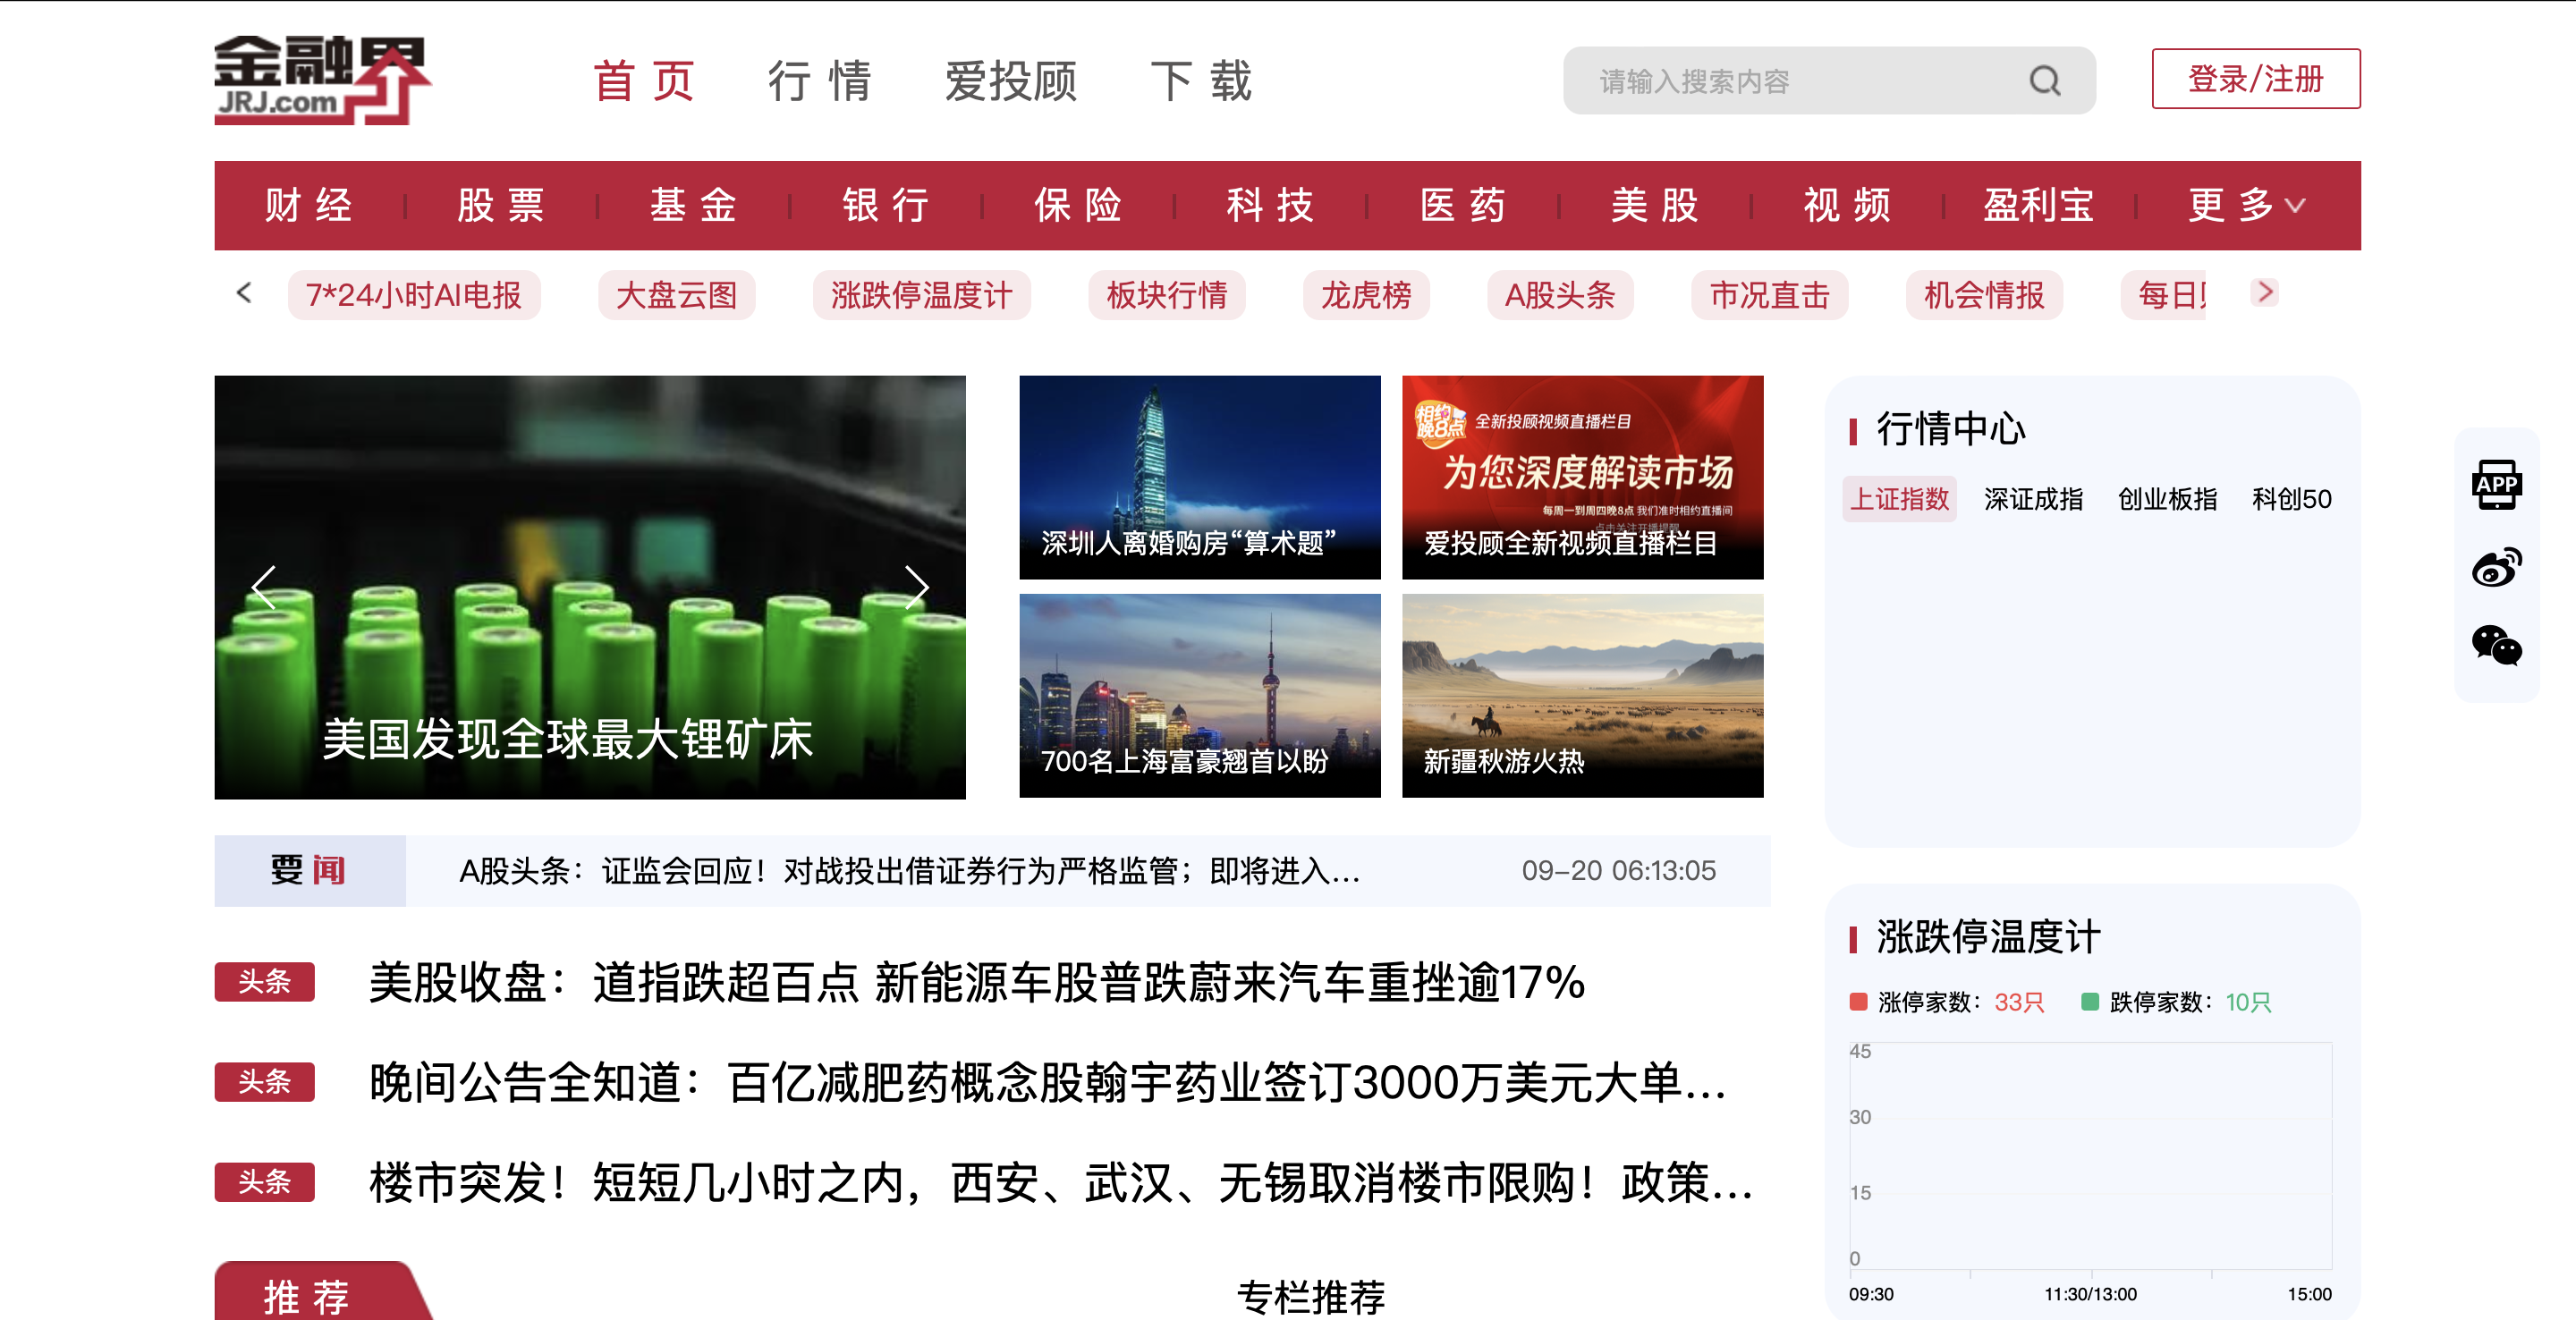 金融界
JRJ.com
首页 行情 爱投顾 下载
请输入搜索内容
登录/注册
财经 股票 基金 银行 保险 科技 医药 美股 视频 盈利宝 更多
7*24小时AI电报 大盘云图 涨跌停温度计 板块行情 龙虎榜 A股头条 市况直击 机会情报 每日
美国发现全球最大锂矿床
深圳人离婚购房“算术题”
相约晚8点
全新投顾视频直播栏目
为您深度解读市场
每周一到周四晚8点 我们准时相约直播间
点击关注开播提醒
爱投顾全新视频直播栏目
700名上海富豪翘首以盼
新疆秋游火热
行情中心
上证指数 深证成指 创业板指 科创50
APP
要闻
A股头条：证监会回应！对战投出借证券行为严格监管；即将进入...
09-20 06:13:05
头条 美股收盘：道指跌超百点 新能源车股普跌蔚来汽车重挫逾17%
头条 晚间公告全知道：百亿减肥药概念股翰宇药业签订3000万美元大单...
头条 楼市突发！短短几小时之内，西安、武汉、无锡取消楼市限购！政策...
推荐
专栏推荐
涨跌停温度计
涨停家数：33只 跌停家数：10只
45
30
15
0
09:30 11:30/13:00 15:00